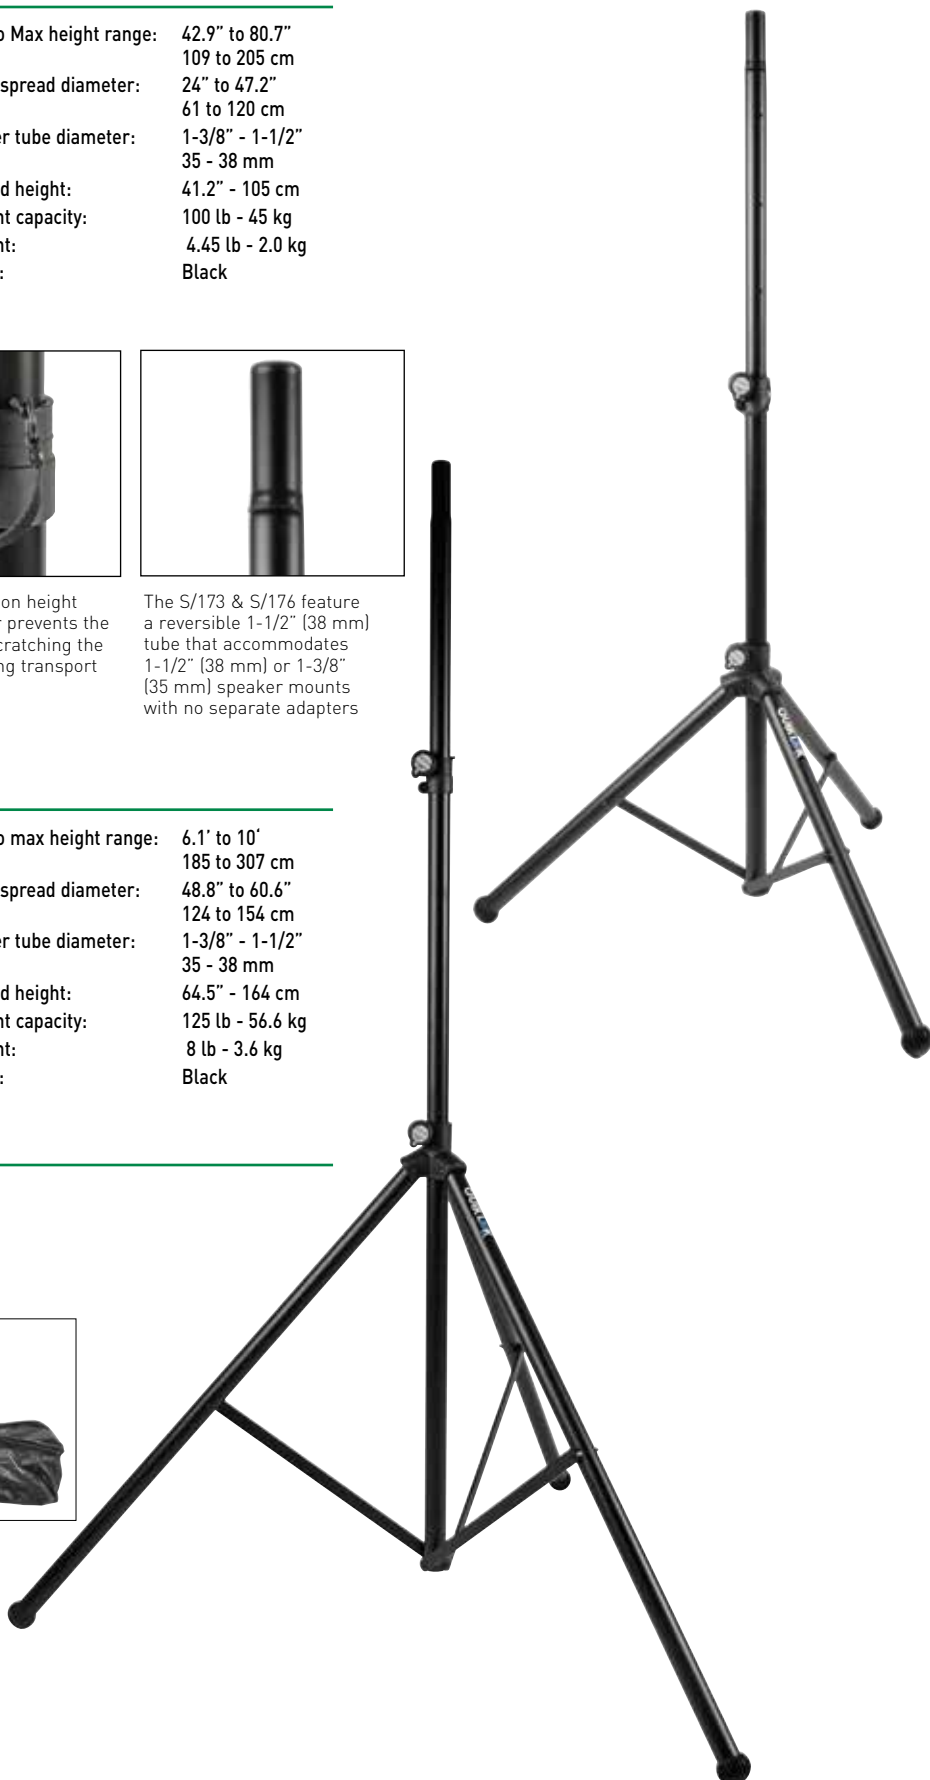 o Max height range: 42.9” to 80.7”
109 to 205 cm
spread diameter: 24” to 47.2”
61 to 120 cm
er tube diameter: 1-3/8” - 1-1/2”
35 - 38 mm
d height: 41.2” - 105 cm
nt capacity: 100 lb - 45 kg
nt: 4.45 lb - 2.0 kg
: Black
on height
r prevents the
cratching the
ng transport
The S/173 & S/176 feature
a reversible 1-1/2” (38 mm)
tube that accommodates
1-1/2” (38 mm) or 1-3/8”
(35 mm) speaker mounts
with no separate adapters
o max height range: 6.1’ to 10‘
185 to 307 cm
spread diameter: 48.8” to 60.6”
124 to 154 cm
er tube diameter: 1-3/8” - 1-1/2”
35 - 38 mm
d height: 64.5” - 164 cm
nt capacity: 125 lb - 56.6 kg
nt: 8 lb - 3.6 kg
: Black